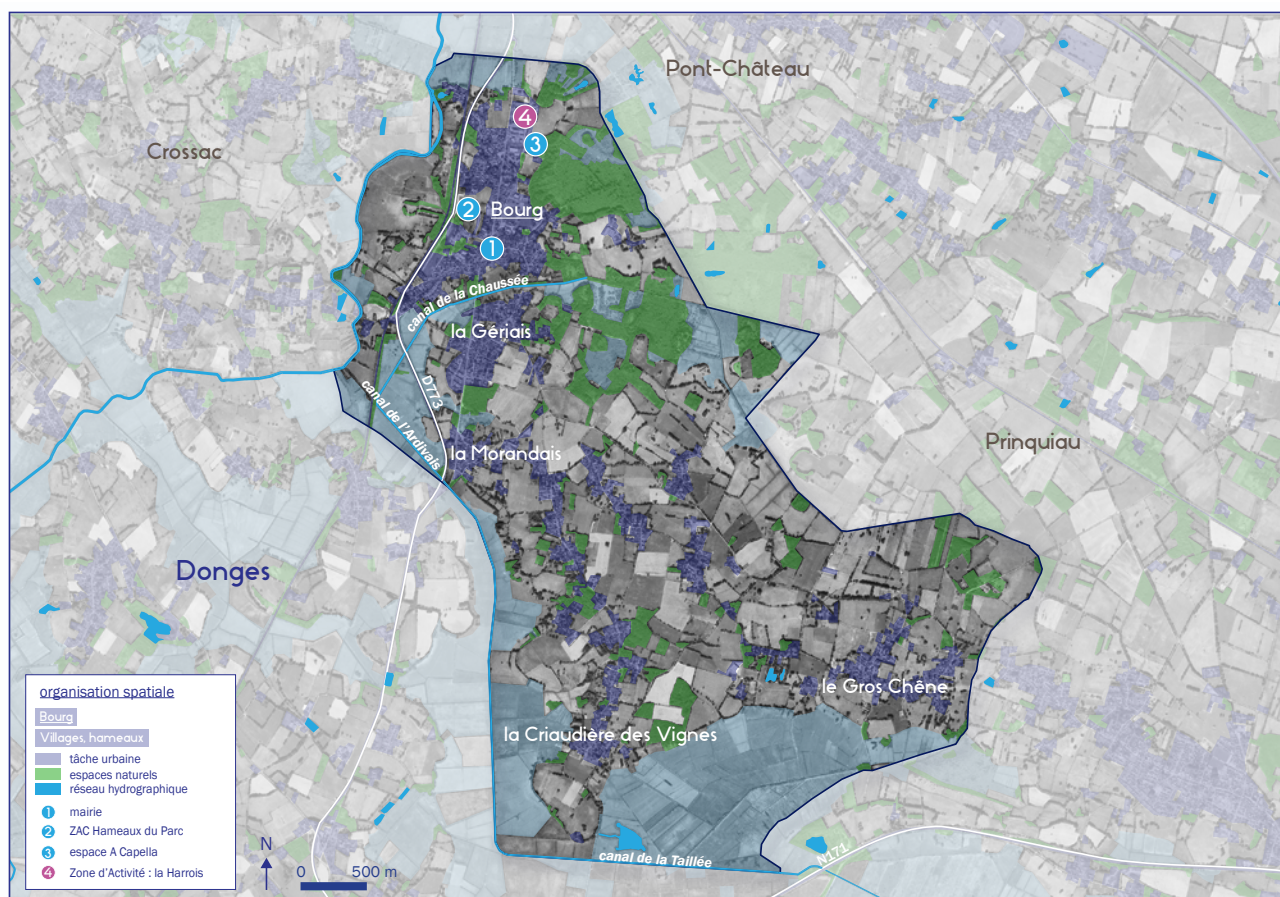 Pont-Château
Crossac
4
3
2
Bourg
1
canal de la Chaussée
la Gériais
D773
canal de l'Ardivais
la Morandais
Prinquiau
Donges
le Gros Chêne
la Criaudière des Vignes
canal de la Taillée
N171
organisation spatiale
Bourg
Villages, hameaux
tâche urbaine
espaces naturels
réseau hydrographique
1 mairie
2 ZAC Hameaux du Parc
3 espace A Capella
4 Zone d'Activité : la Harrois
N
0 500 m